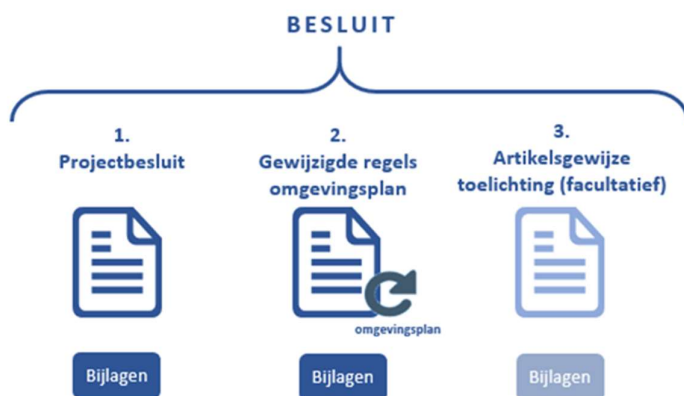 BESLUIT
1.
Projectbesluit
2.
Gewijzigde regels
omgevingsplan
3.
Artikelsgewijze
toelichting (facultatief)
omgevingsplan
Bijlagen
Bijlagen
Bijlagen